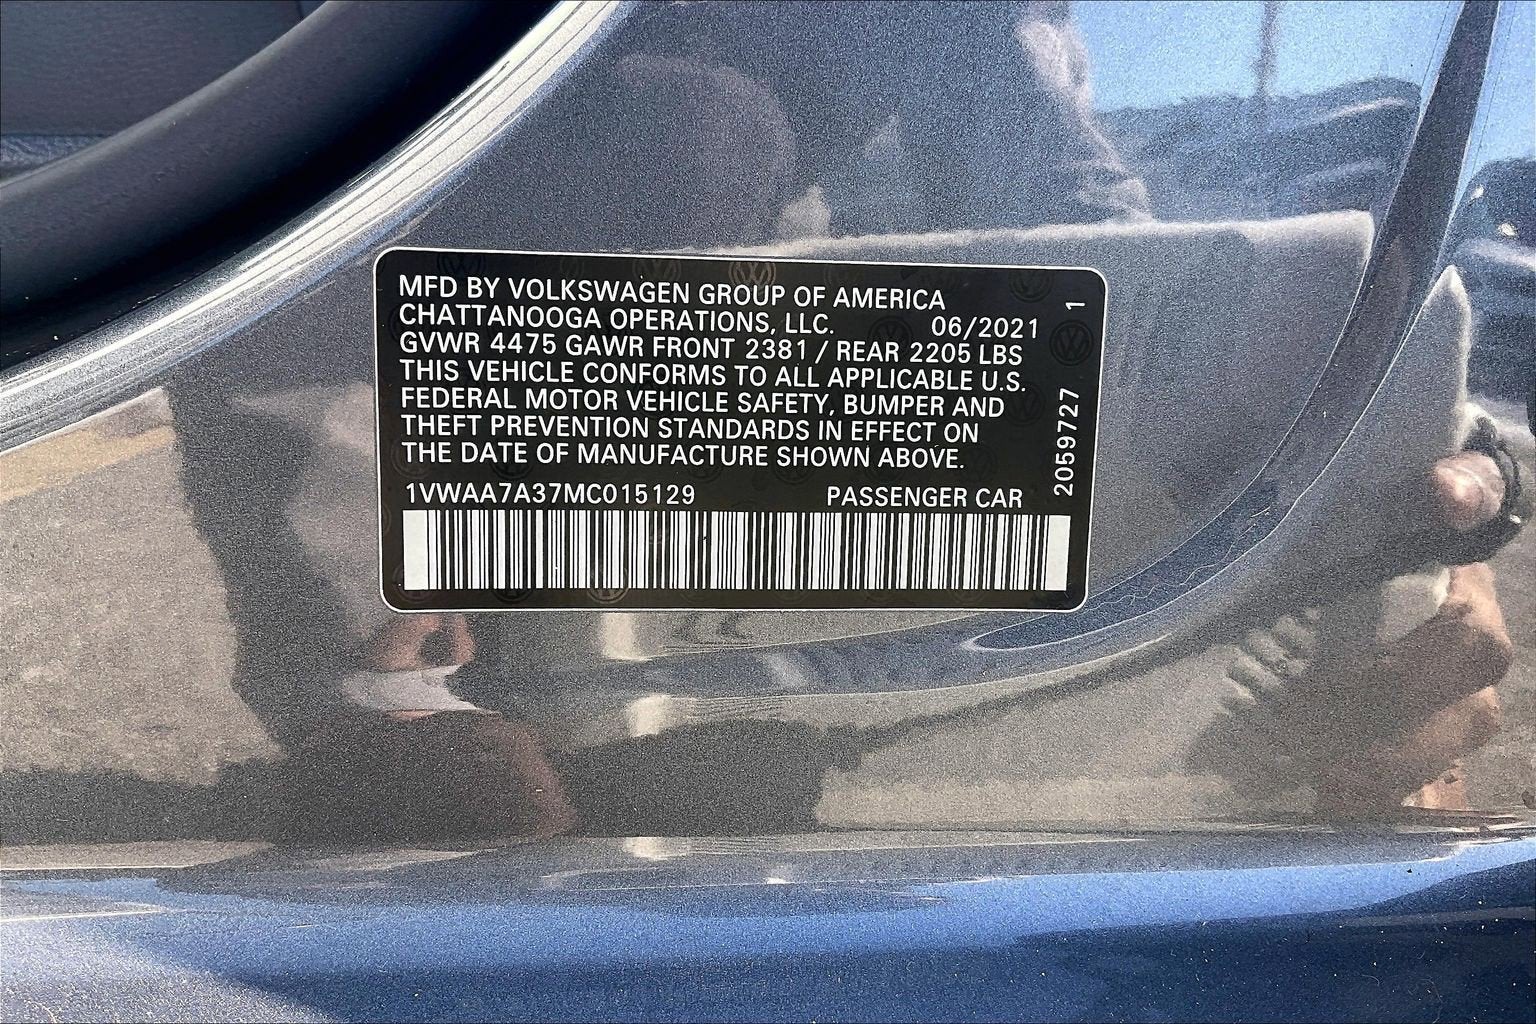 MFD BY VOLKSWAGEN GROUP OF AMERICA
CHATTANOOGA OPERATIONS, LLC. 06/2021
GVWR 4475 GAWR FRONT 2381 / REAR 2205 LBS
THIS VEHICLE CONFORMS TO ALL APPLICABLE U.S.
FEDERAL MOTOR VEHICLE SAFETY, BUMPER AND
THEFT PREVENTION STANDARDS IN EFFECT ON
THE DATE OF MANUFACTURE SHOWN ABOVE.
1VWAA7A37MC015129 PASSENGER CAR
2059727 1